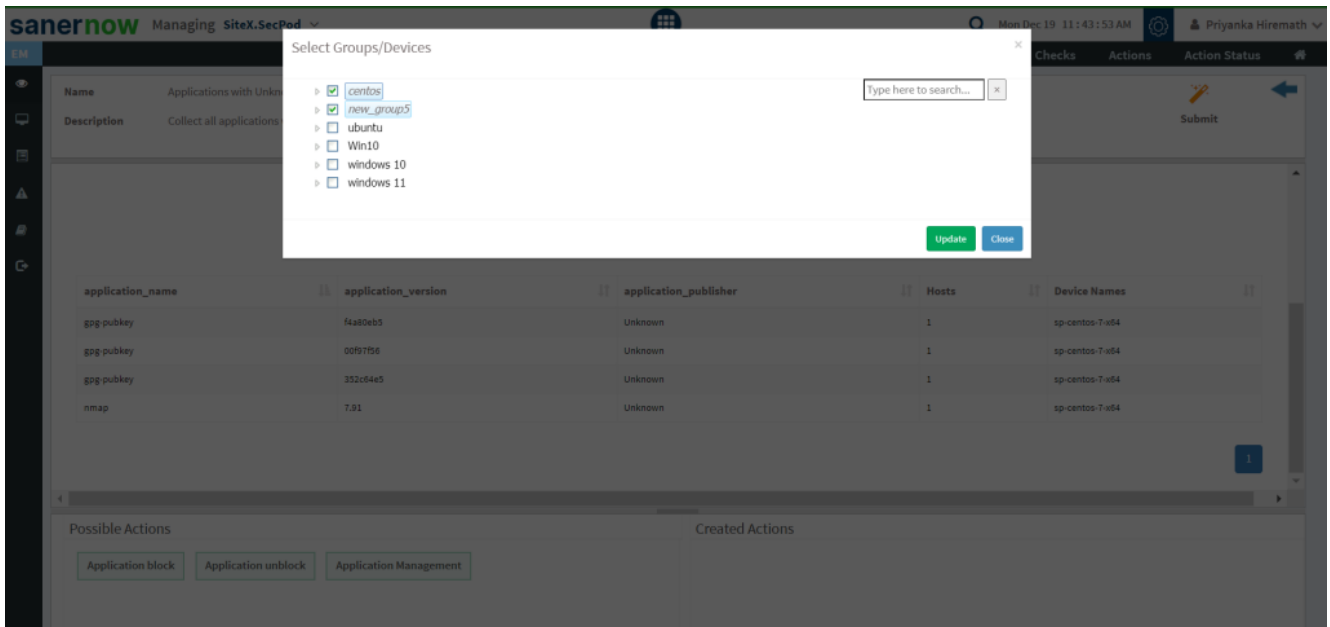 sanernow Managing SiteX.SecPod Mon Dec 19 11:43:53 AM Priyanka Hiremath
EM Checks Actions Action Status
Select Groups/Devices ×
Name Applications with Unkn
Description Collect all applications
Submit
centos
new_group5
ubuntu
Win10
windows 10
windows 11
Type here to search... ×
Update Close
application_name application_version application_publisher Hosts Device Names
gpg-pubkey f4a80eb5 Unknown 1 sp-centos-7-x64
gpg-pubkey 00f97f56 Unknown 1 sp-centos-7-x64
gpg-pubkey 352c64e5 Unknown 1 sp-centos-7-x64
nmap 7.91 Unknown 1 sp-centos-7-x64
1
Possible Actions Created Actions
Application block Application unblock Application Management